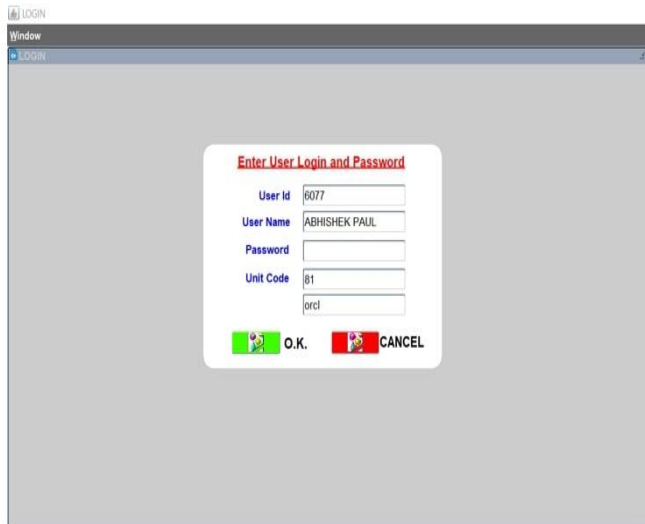 LOGIN
Window
LOGIN
Enter User Login and Password
User Id 6077
User Name ABHISHEK PAUL
Password
Unit Code 81
orcl
O.K. CANCEL